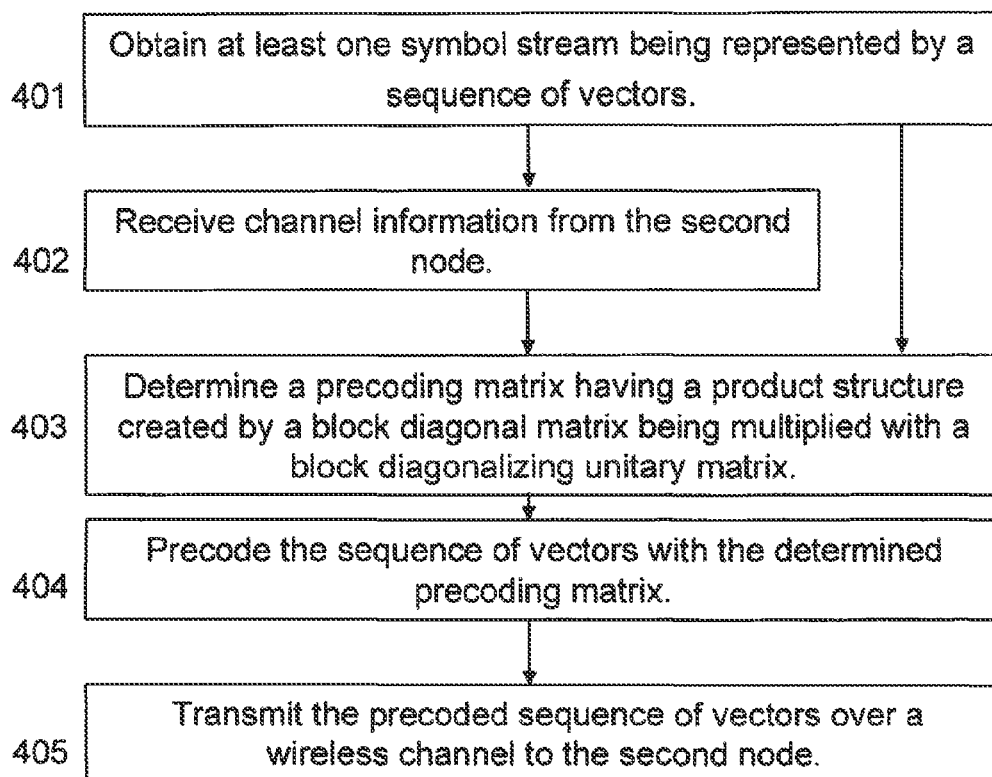 Obtain at least one symbol stream being represented by a
401
sequence of vectors.
Receive channel information from the second
402
node.
Determine a precoding matrix having a product structure
403
created by a block diagonal matrix being multiplied with a
block diagonalizing unitary matrix.
Precode the sequence of vectors with the determined
404
precoding matrix.
Transmit the precoded sequence of vectors over a
405
wireless channel to the second node.